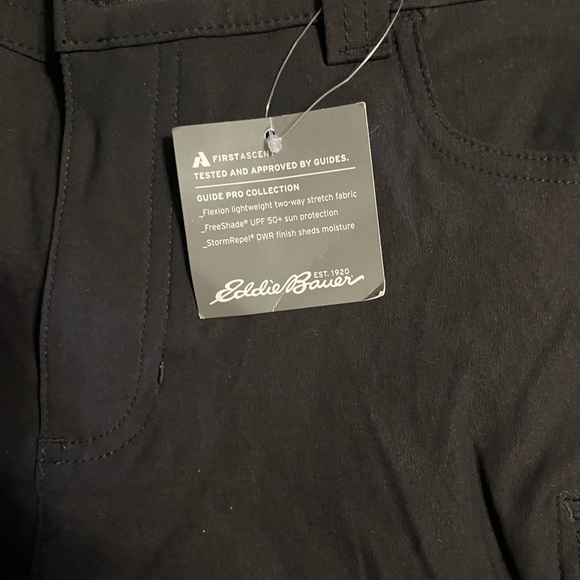 FIRSTASCENT
TESTED AND APPROVED BY GUIDES.
GUIDE PRO COLLECTION
_Flexion lightweight two-way stretch fabric
_FreeShade® UPF 50+ sun protection
_StormRepel® DWR finish sheds moisture
EST. 1920
Eddie Bauer